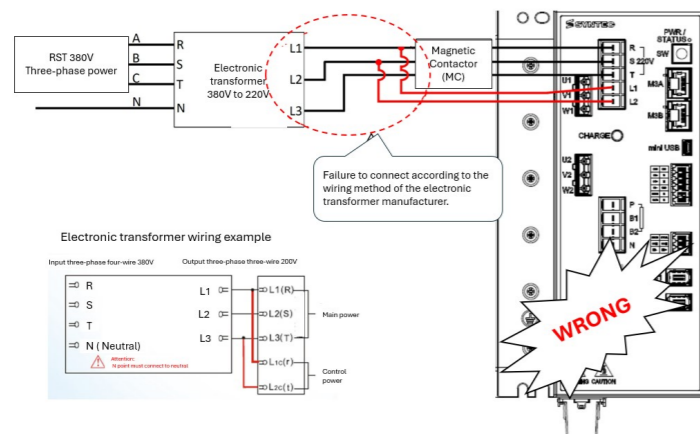 A
B
C
N
RST 380V
Three-phase power
R
S
T
N
Electronic
transformer
380V to 220V
L1
L2
L3
Magnetic
Contactor
(MC)
SYNTEC
PWR /
STATUS
SW
R
S 220V
T
L1
L2
U1
V1
W1
M3A
M3B
CHARGE
mini USB
U2
V2
W2
P
B1
B2
N
Failure to connect according to the
wiring method of the electronic
transformer manufacturer.
WRONG
CAUTION
Electronic transformer wiring example
Input three-phase four-wire 380V
Output three-phase three-wire 200V
R
S
T
N ( Neutral)
Attention:
N point must connect to neutral
L1
L2
L3
L1(R)
L2(S)
L3(T)
L1C(r)
L2C(t)
Main power
Control
power